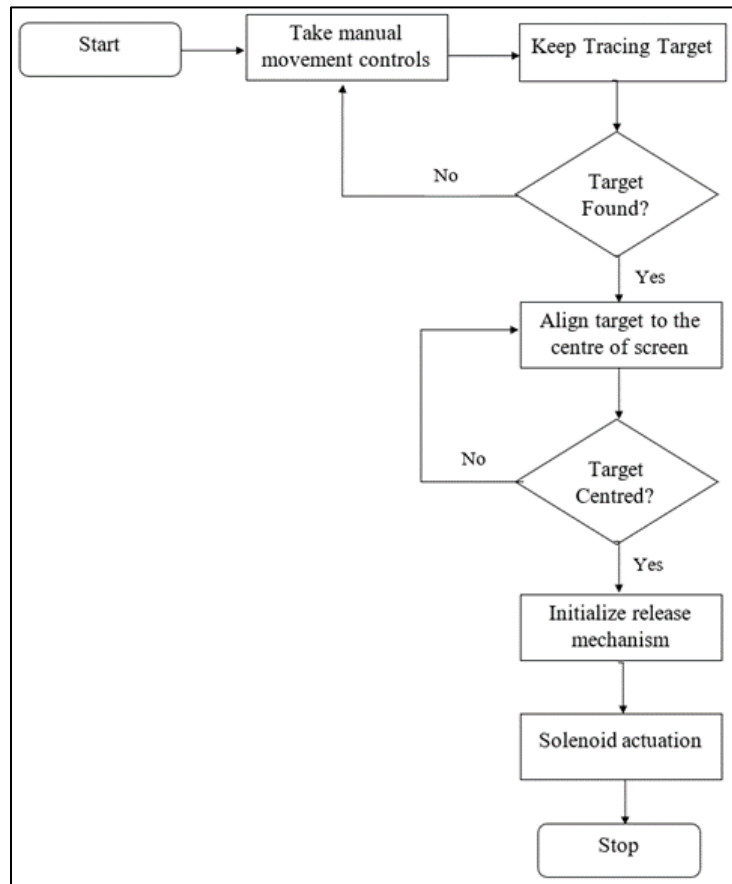 Start
Take manual
movement controls
Keep Tracing Target
No
Target
Found?
Yes
Align target to the
centre of screen
No
Target
Centred?
Yes
Initialize release
mechanism
Solenoid actuation
Stop